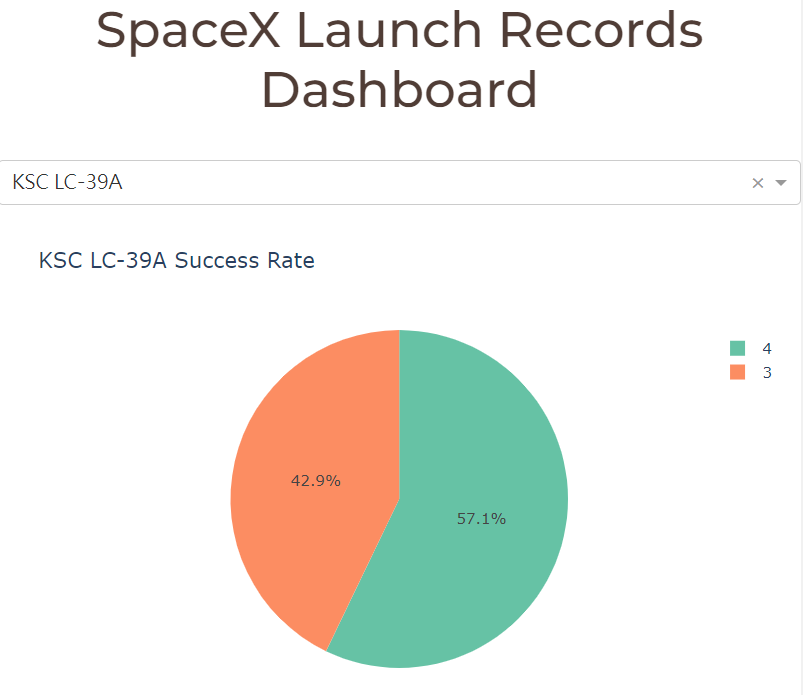 SpaceX Launch Records
Dashboard
KSC LC-39A
KSC LC-39A Success Rate
4
3
42.9%
57.1%